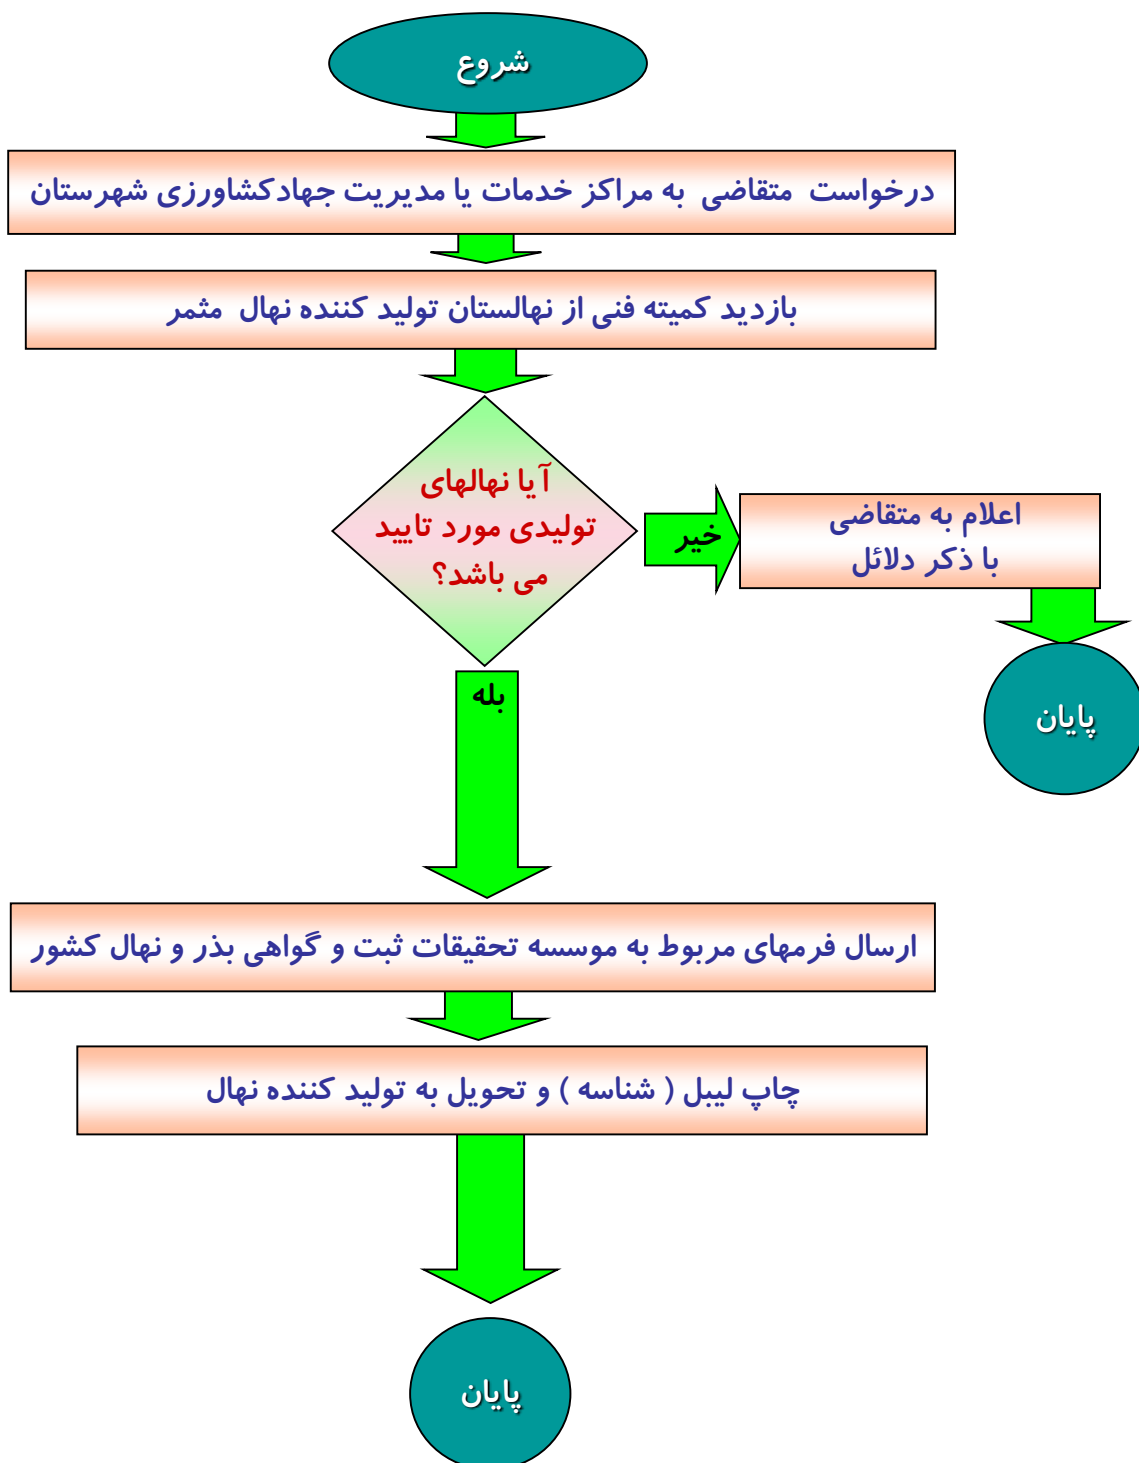 شروع
درخواست متقاضی به مراکز خدمات یا مدیریت جهادکشاورزی شهرستان
بازدید کمیته فنی از نهالستان تولید کننده نهال مثمر
آیا نهالهای
تولیدی مورد تایید
می باشد؟
خیر
اعلام به متقاضی
با ذکر دلائل
بله
پایان
ارسال فرمهای مربوط به موسسه تحقیقات ثبت و گواهی بذر و نهال کشور
چاپ لیبل ( شناسه ) و تحویل به تولید کننده نهال
پایان